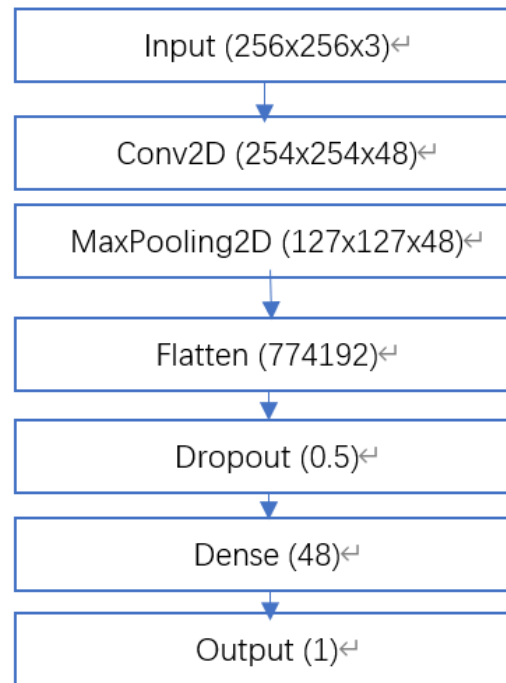 Input (256x256x3)↵
Conv2D (254x254x48)↵
MaxPooling2D (127x127x48)↵
Flatten (774192)↵
Dropout (0.5)↵
Dense (48)↵
Output (1)↵